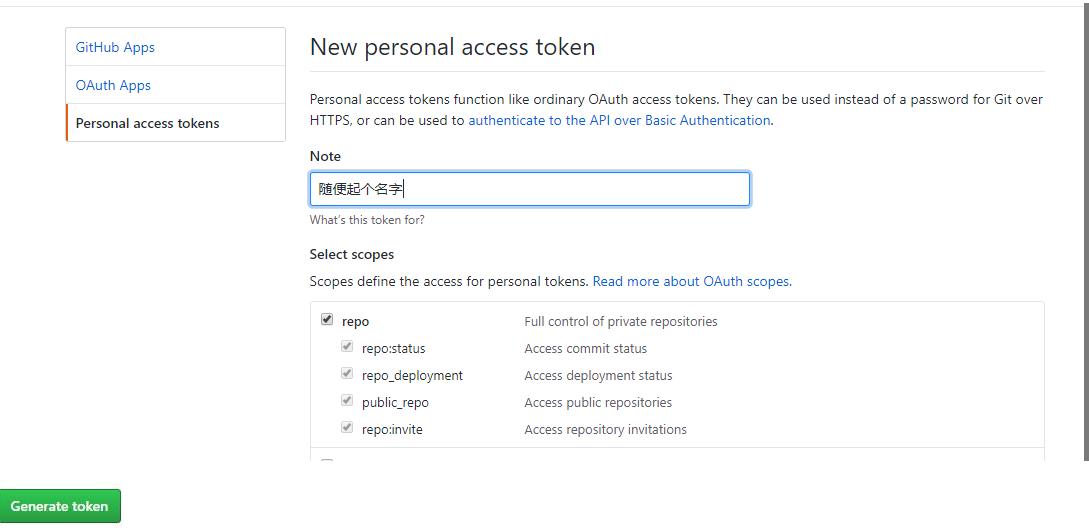 GitHub Apps
OAuth Apps
Personal access tokens
New personal access token
Personal access tokens function like ordinary OAuth access tokens. They can be used instead of a password for Git over
HTTPS, or can be used to authenticate to the API over Basic Authentication.
Note
随便起个名字
What's this token for?
Select scopes
Scopes define the access for personal tokens. Read more about OAuth scopes.
repo Full control of private repositories
repo:status Access commit status
repo_deployment Access deployment status
public_repo Access public repositories
repo:invite Access repository invitations
Generate token